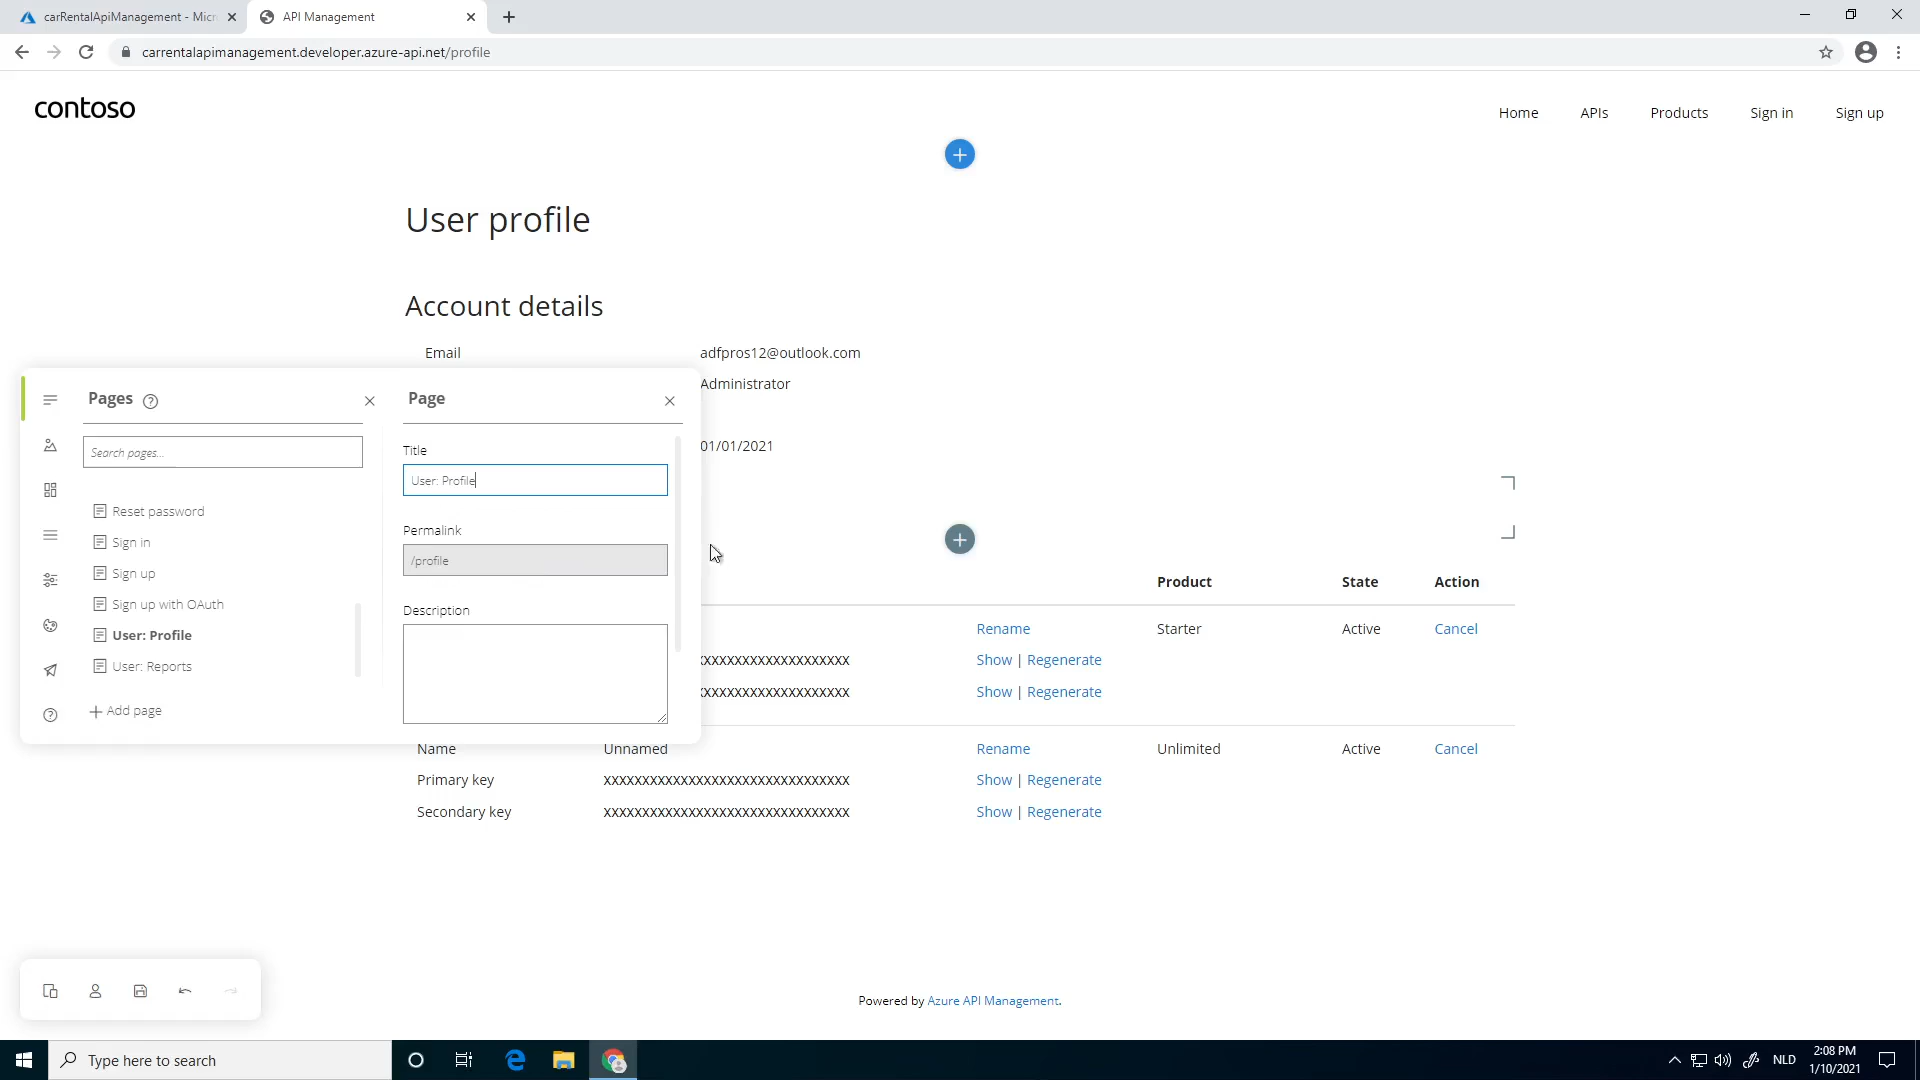 carRentalApiManagement - Micr
API Management
carrentalapimanagement.developer.azure-api.net/profile
contoso
Home
APIs
Products
Sign in
Sign up
User profile
Account details
Email
adfpros12@outlook.com
Administrator
01/01/2021
Pages
Search pages...
Reset password
Sign in
Sign up
Sign up with OAuth
User: Profile
User: Reports
Add page
Page
Title
User: Profile
Permalink
/profile
Description
Product
State
Action
Rename
Starter
Active
Cancel
XXXXXXXXXXXXXXXXXXX
Show | Regenerate
XXXXXXXXXXXXXXXXXXX
Show | Regenerate
Name
Unnamed
Rename
Unlimited
Active
Cancel
Primary key
XXXXXXXXXXXXXXXXXXXXXXXXXXXXXXXX
Show | Regenerate
Secondary key
XXXXXXXXXXXXXXXXXXXXXXXXXXXXXXXX
Show | Regenerate
Powered by Azure API Management.
Type here to search
NLD
2:08 PM
1/10/2021